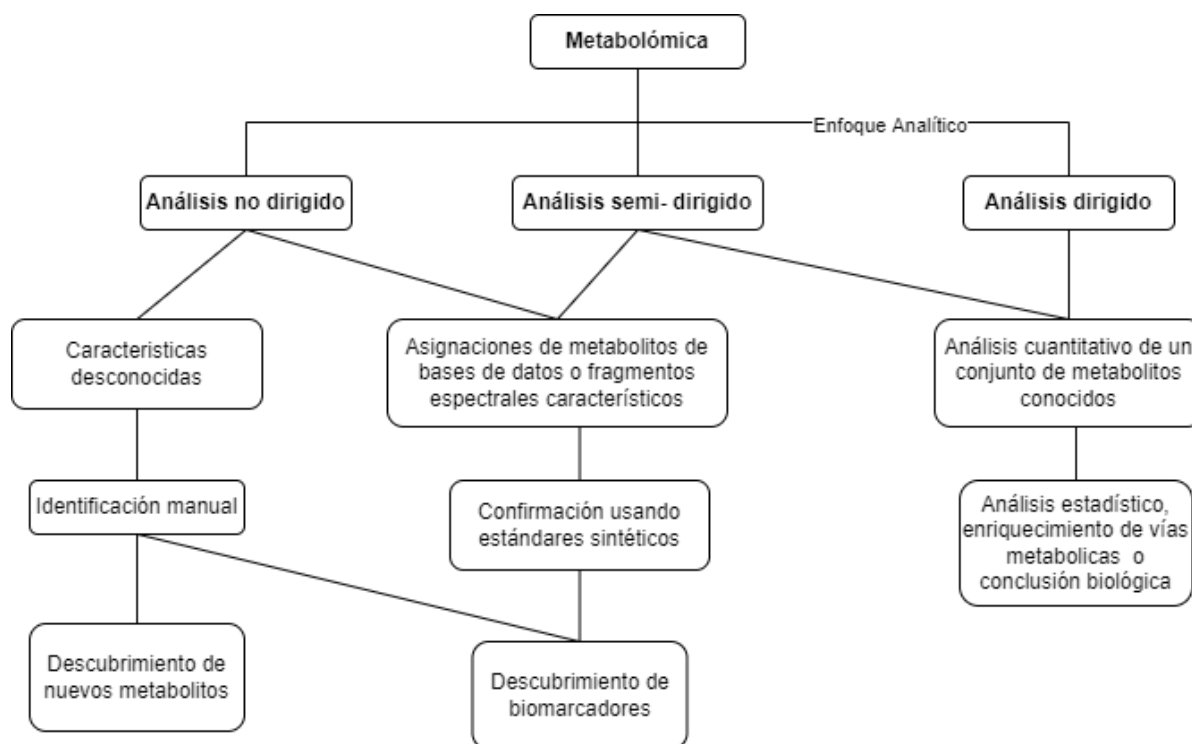 Metabolómica
Enfoque Analítico
Análisis no dirigido
Análisis semi- dirigido
Análisis dirigido
Caracteristicas
desconocidas
Asignaciones de metabolitos de
bases de datos o fragmentos
espectrales característicos
Análisis cuantitativo de un
conjunto de metabolitos
conocidos
Identificación manual
Confirmación usando
estándares sintéticos
Análisis estadístico,
enriquecimiento de vías
metabolicas o
conclusión biológica
Descubrimiento de
nuevos metabolitos
Descubrimiento de
biomarcadores